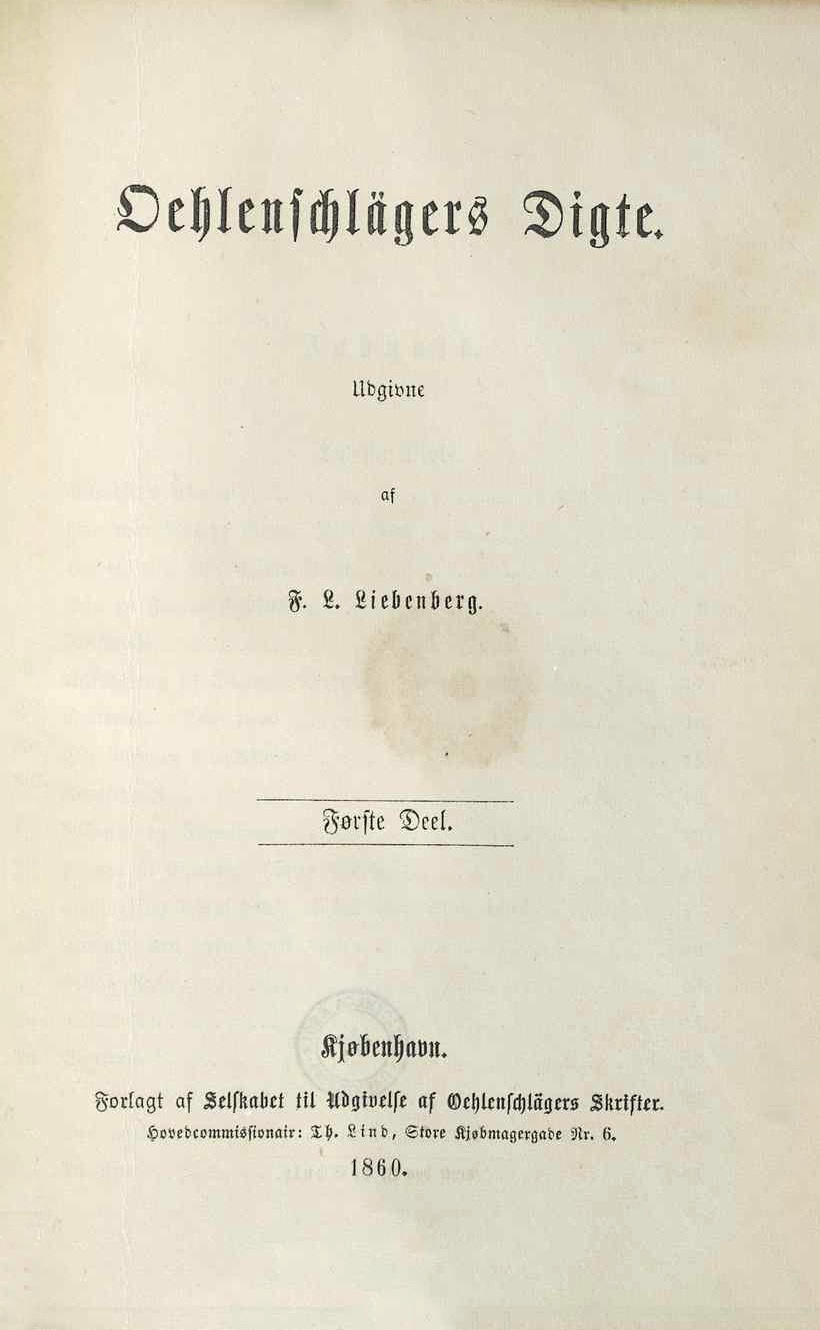 Oehlenschlägers Digte.
Udgivne
af
F. L. Liebenberg.
Første Deel.
Kjøbenhavn.
Forlagt af Selskabet til Udgivelse af Oehlenschlägers Skrifter.
Hovedcommissionair: Th. Lind, Store Kjøbmagergade Nr. 6.
1860.